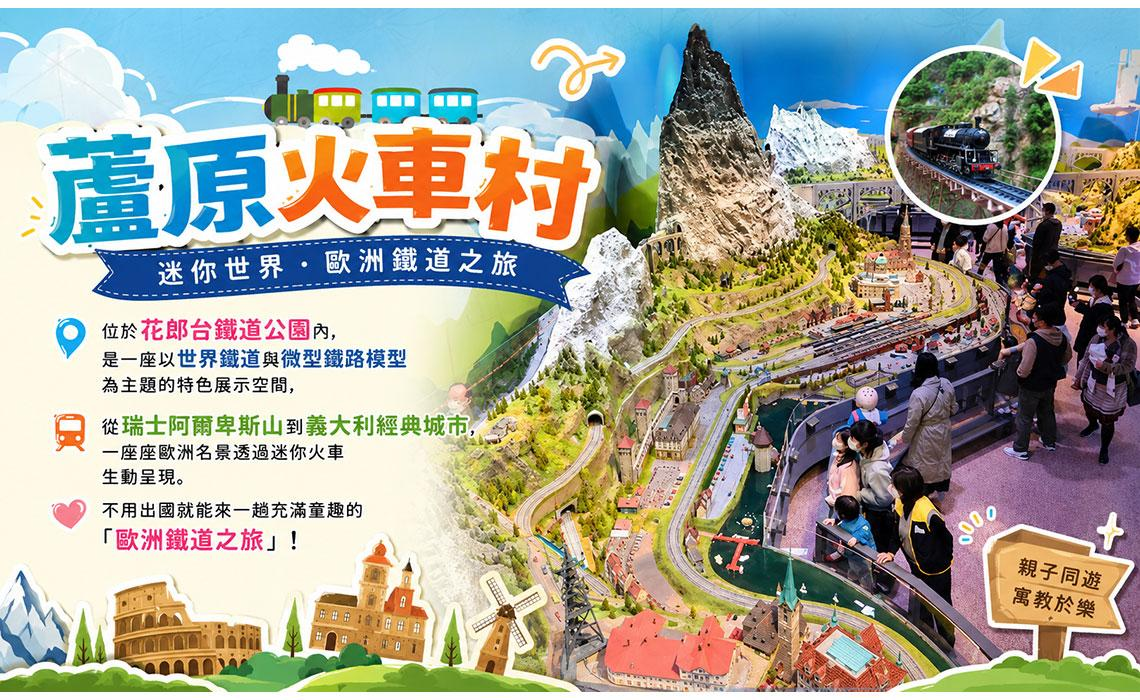 蘆原火車村
迷你世界・歐洲鐵道之旅
位於花郎台鐵道公園內,
是一座以世界鐵道與微型鐵路模型
為主題的特色展示空間,
從瑞士阿爾卑斯山到義大利經典城市,
一座座歐洲名景透過迷你火車
生動呈現。
不用出國就能來一趟充滿童趣的
「歐洲鐵道之旅」!
親子同遊
寓教於樂